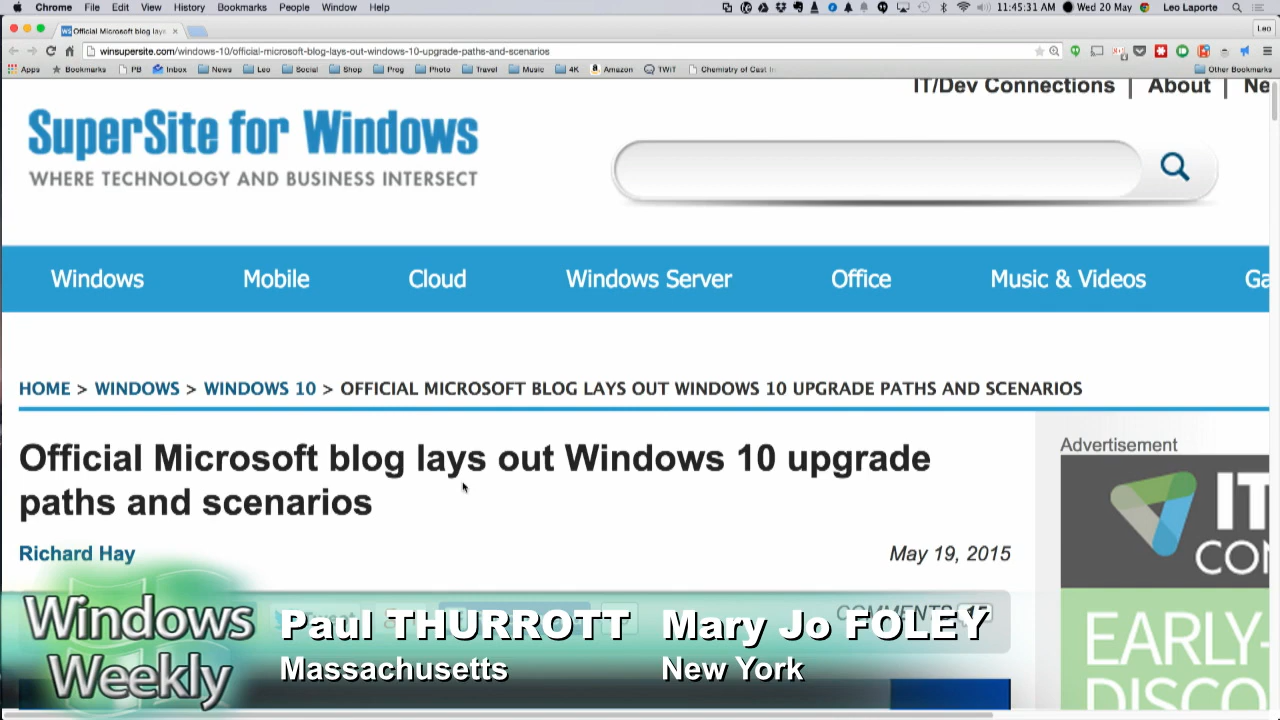 Chrome File Edit View History Bookmarks People Window Help 11:45:31 AM Wed 20 May Leo Laporte
Official Microsoft blog lays Leo
winsupersite.com/windows-10/official-microsoft-blog-lays-out-windows-10-upgrade-paths-and-scenarios
Apps Bookmarks PB Inbox News Leo Social Shop Prog Photo Travel Music 4K Amazon TWiT Chemistry of Cast Other Bookmarks
IT/Dev Connections | About | Ne
SuperSite for Windows
WHERE TECHNOLOGY AND BUSINESS INTERSECT
Windows Mobile Cloud Windows Server Office Music & Videos Ga
HOME > WINDOWS > WINDOWS 10 > OFFICIAL MICROSOFT BLOG LAYS OUT WINDOWS 10 UPGRADE PATHS AND SCENARIOS
Official Microsoft blog lays out Windows 10 upgrade
paths and scenarios
Advertisement
Richard Hay May 19, 2015
IT
CON
Tweet COMMENTS
EARLY-
DISCO
Windows
Weekly
Paul THURROTT Mary Jo FOLEY
Massachusetts New York